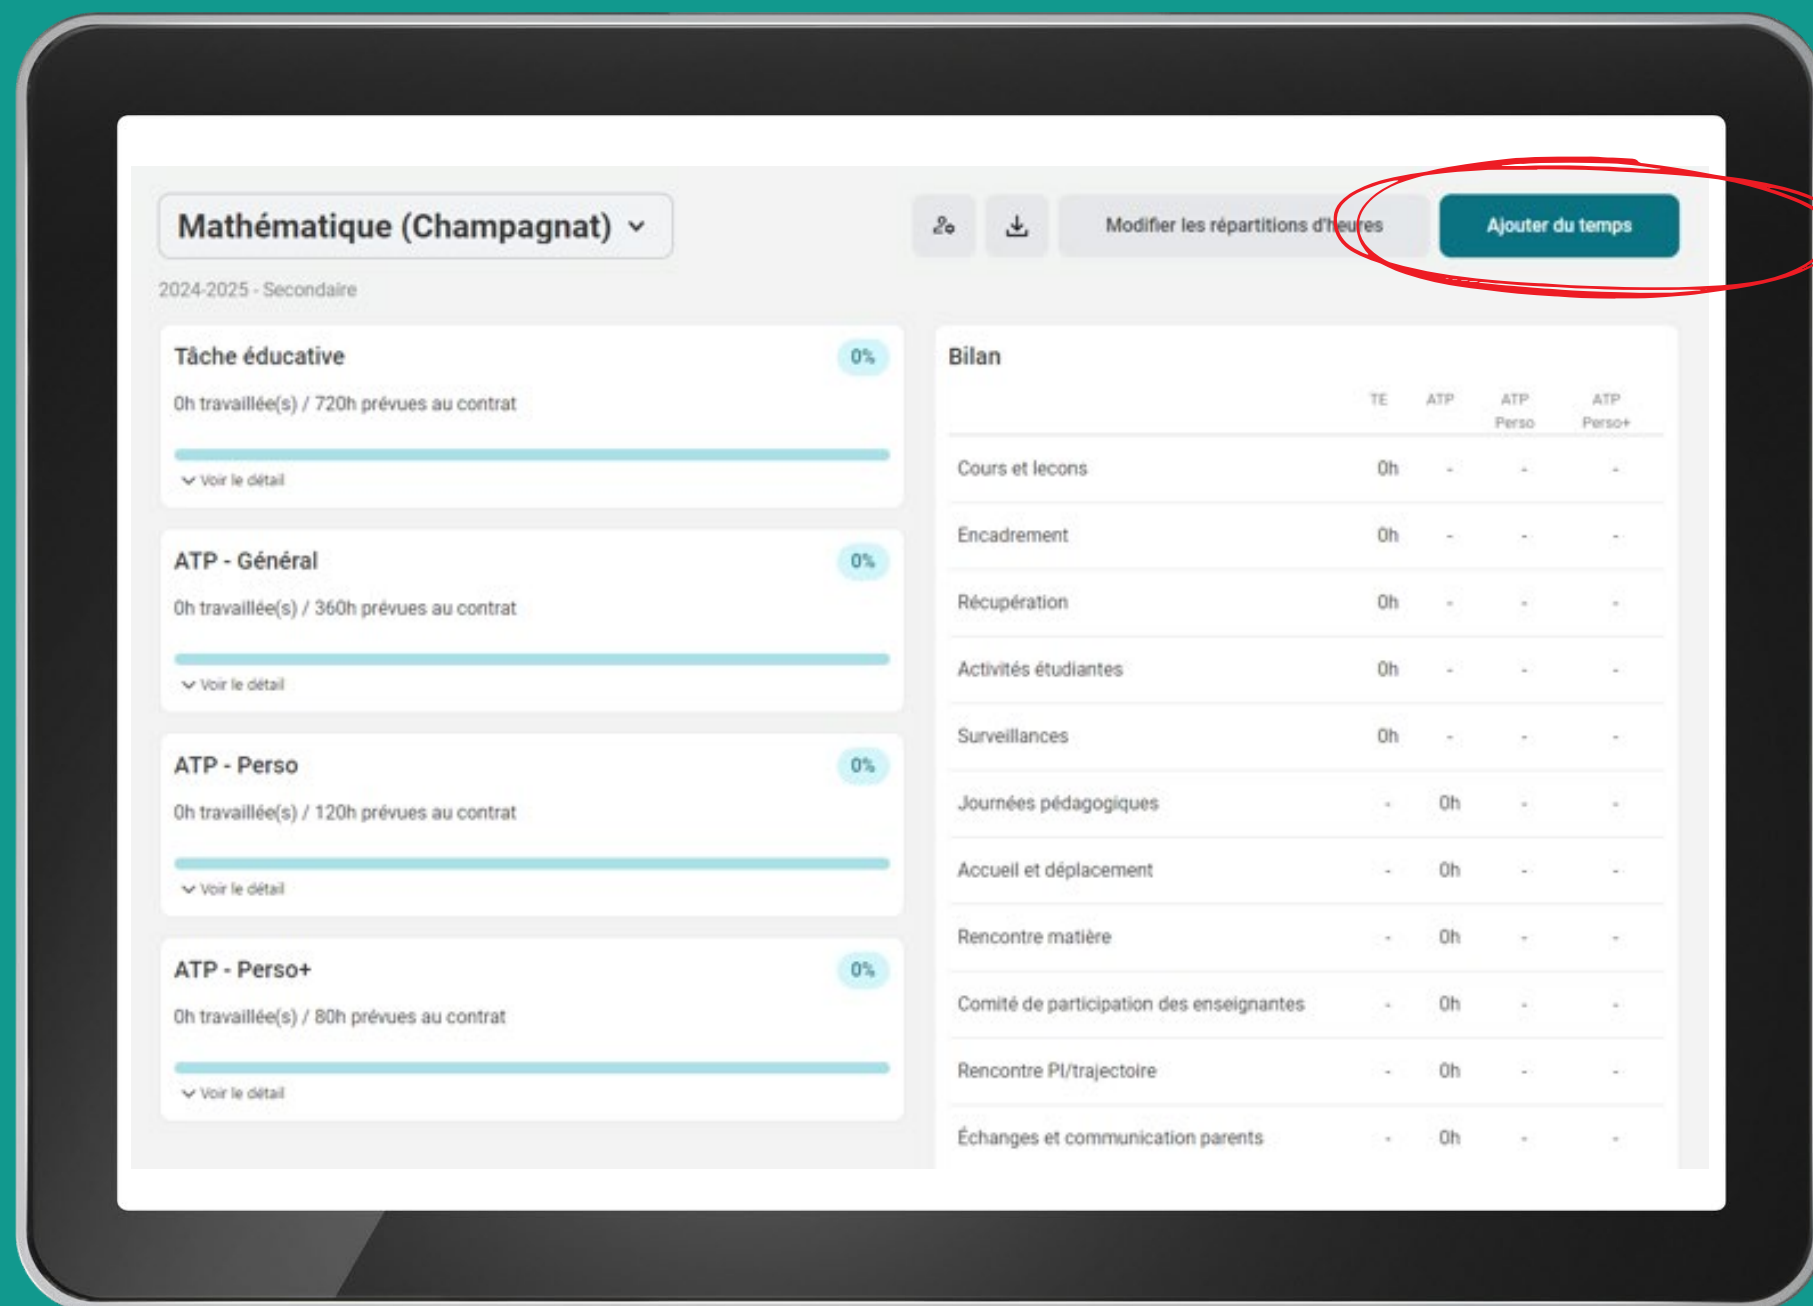 Mathématique (Champagnat)
Modifier les répartitions d'heures
Ajouter du temps
2024-2025 - Secondaire
Tâche éducative
0%
0h travaillée(s) / 720h prévues au contrat
Voir le détail
ATP - Général
0%
0h travaillée(s) / 360h prévues au contrat
Voir le détail
ATP - Perso
0%
0h travaillée(s) / 120h prévues au contrat
Voir le détail
ATP - Perso+
0%
0h travaillée(s) / 80h prévues au contrat
Voir le détail
Bilan
TE ATP ATP Perso ATP Perso+
Cours et lecons 0h - - -
Encadrement 0h - - -
Récupération 0h - - -
Activités étudiantes 0h - - -
Surveillances 0h - - -
Journées pédagogiques - 0h - -
Accueil et déplacement - 0h - -
Rencontre matière - 0h - -
Comité de participation des enseignantes - 0h - -
Rencontre PI/trajectoire - 0h - -
Échanges et communication parents - 0h - -